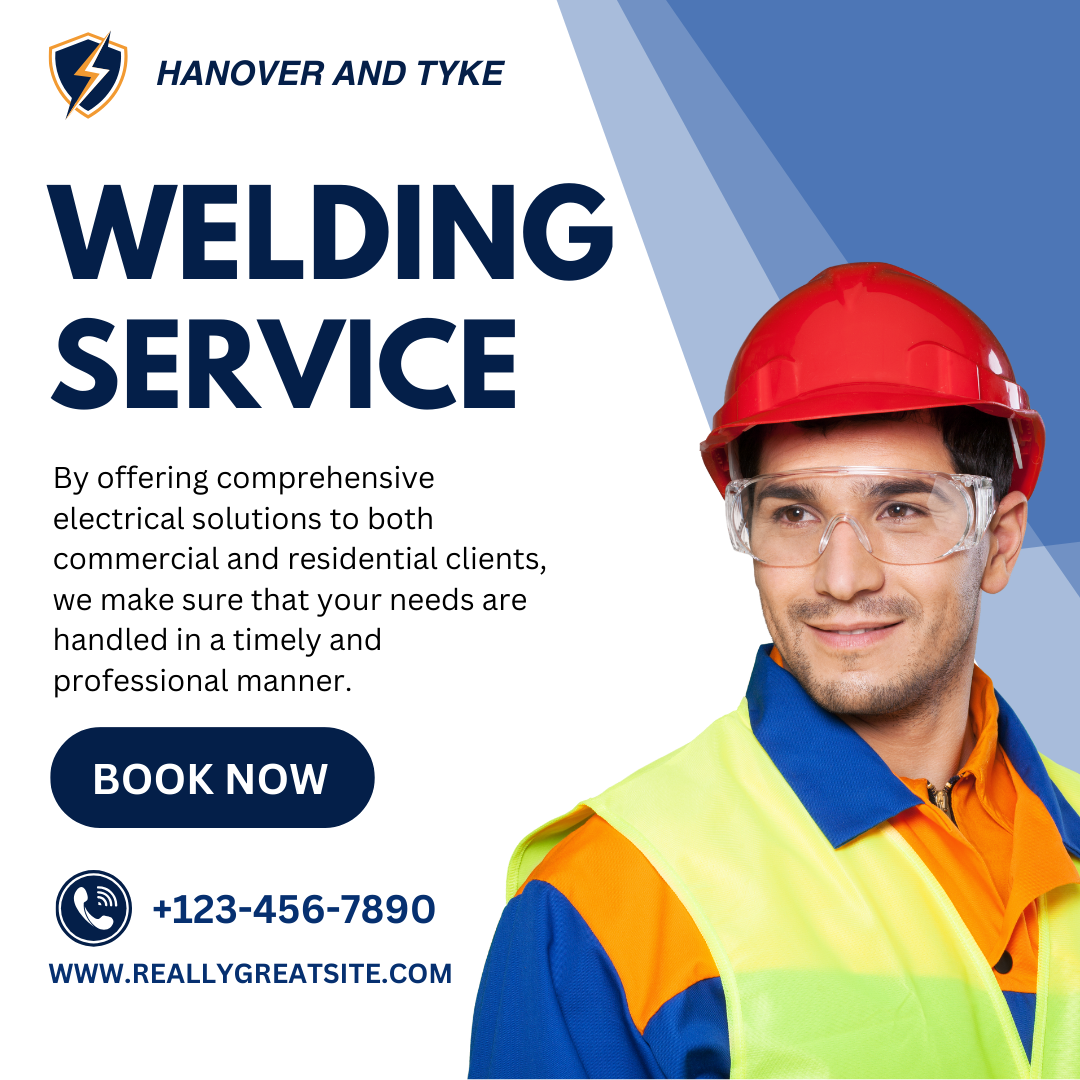 HANOVER AND TYKE
WELDING
SERVICE
By offering comprehensive
electrical solutions to both
commercial and residential clients,
we make sure that your needs are
handled in a timely and
professional manner.
BOOK NOW
+123-456-7890
WWW.REALLYGREATSITE.COM